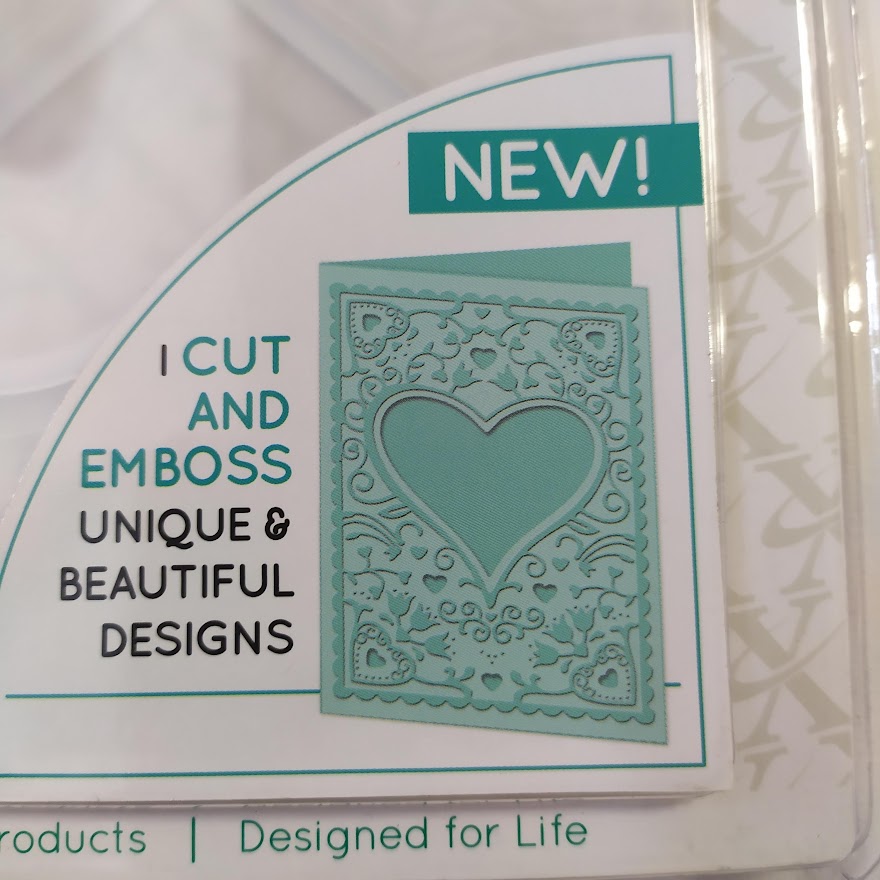 NEW!
I CUT
AND
EMBOSS
UNIQUE &
BEAUTIFUL
DESIGNS
roducts | Designed for Life